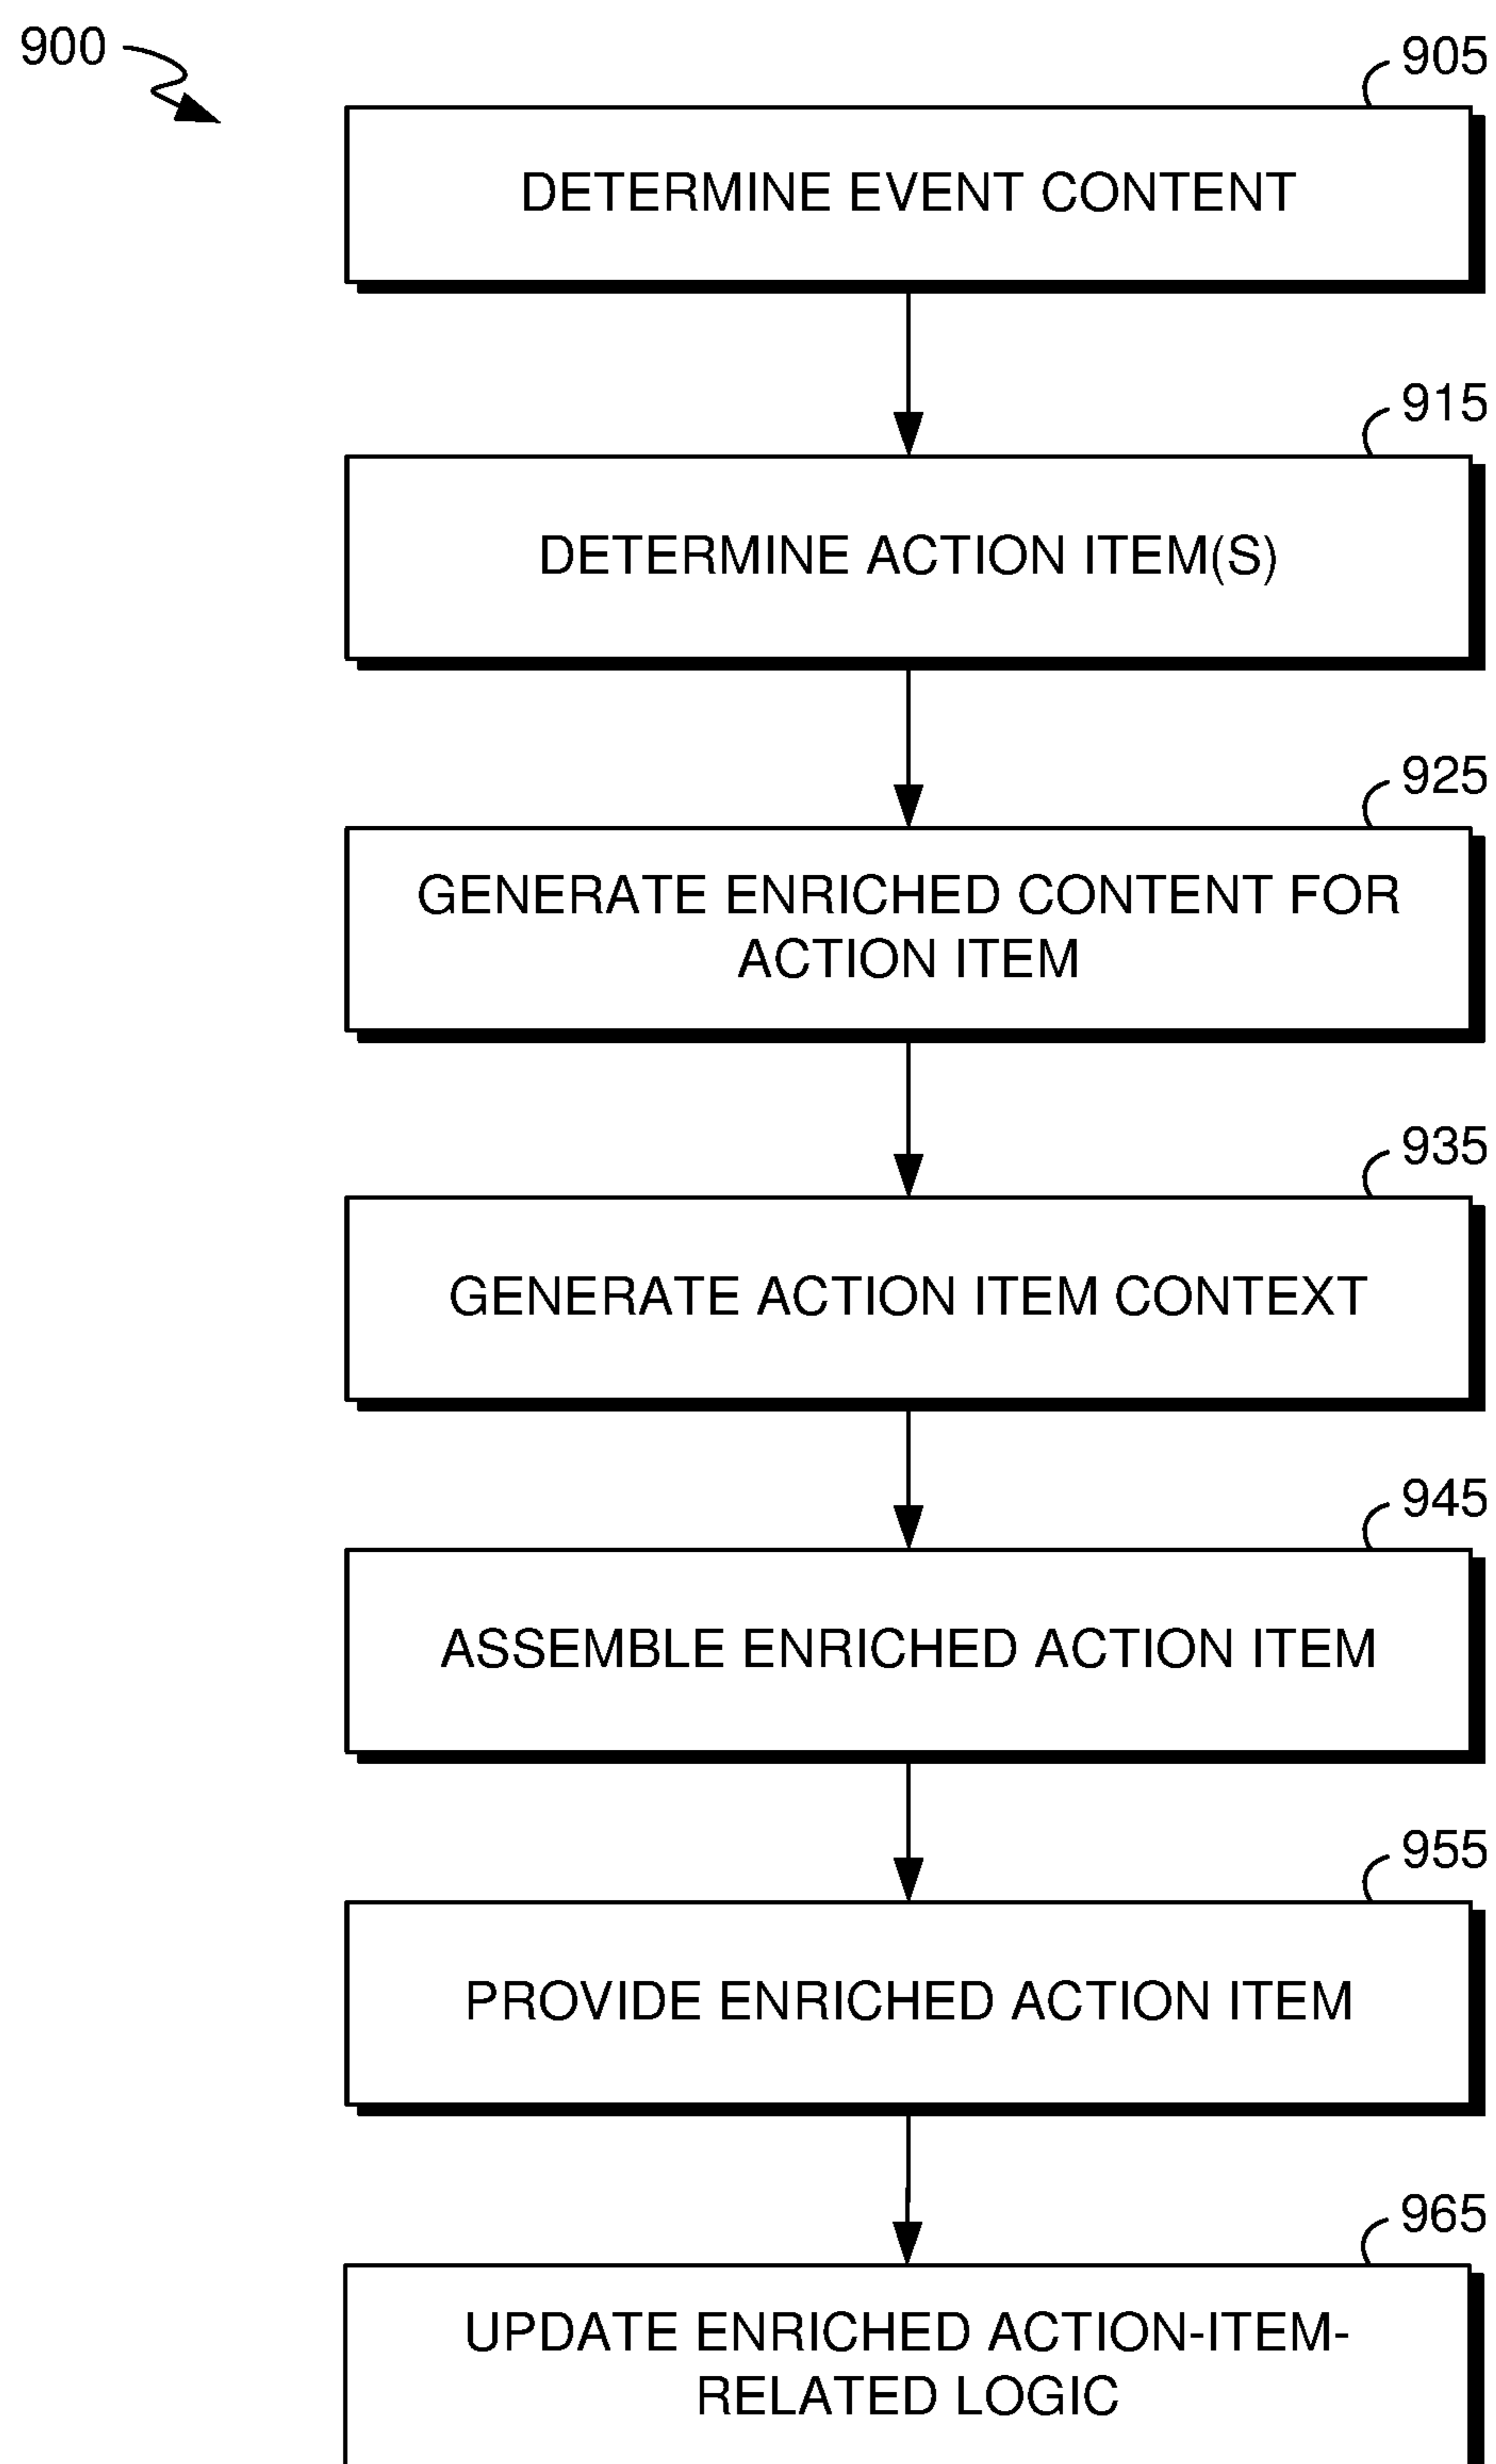 900
905
DETERMINE EVENT CONTENT
915
DETERMINE ACTION ITEM(S)
925
GENERATE ENRICHED CONTENT FOR
ACTION ITEM
935
GENERATE ACTION ITEM CONTEXT
945
ASSEMBLE ENRICHED ACTION ITEM
955
PROVIDE ENRICHED ACTION ITEM
965
UPDATE ENRICHED ACTION-ITEM-
RELATED LOGIC